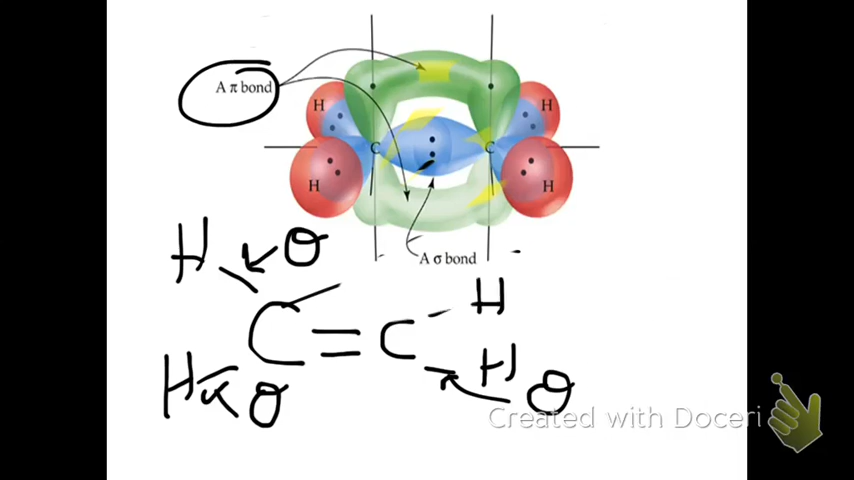 A π bond
H
H
C
C
H
H
A σ bond
H σ
C = C
H
H
H σ
σ
Created with Doceri